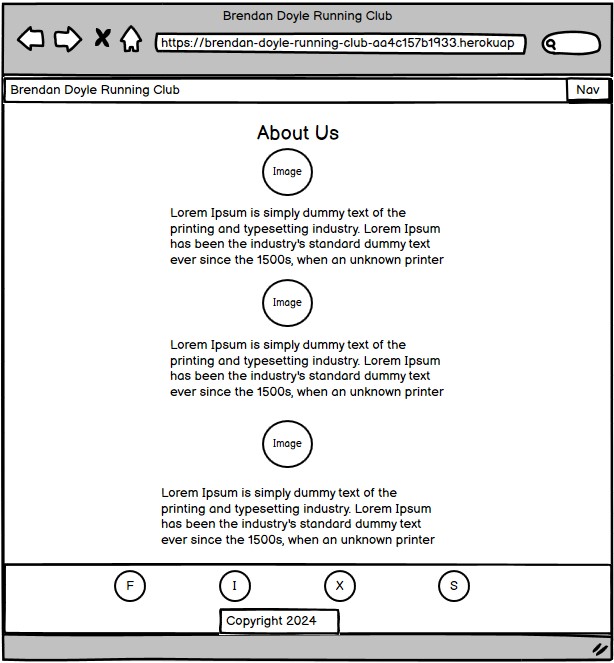 Brendan Doyle Running Club
https://brendan-doyle-running-club-aa4c157b1933.herokuap
Brendan Doyle Running Club Nav
About Us
Image
Lorem Ipsum is simply dummy text of the
printing and typesetting industry. Lorem Ipsum
has been the industry's standard dummy text
ever since the 1500s, when an unknown printer
Image
Lorem Ipsum is simply dummy text of the
printing and typesetting industry. Lorem Ipsum
has been the industry's standard dummy text
ever since the 1500s, when an unknown printer
Image
Lorem Ipsum is simply dummy text of the
printing and typesetting industry. Lorem Ipsum
has been the industry's standard dummy text
ever since the 1500s, when an unknown printer
F I X S
Copyright 2024